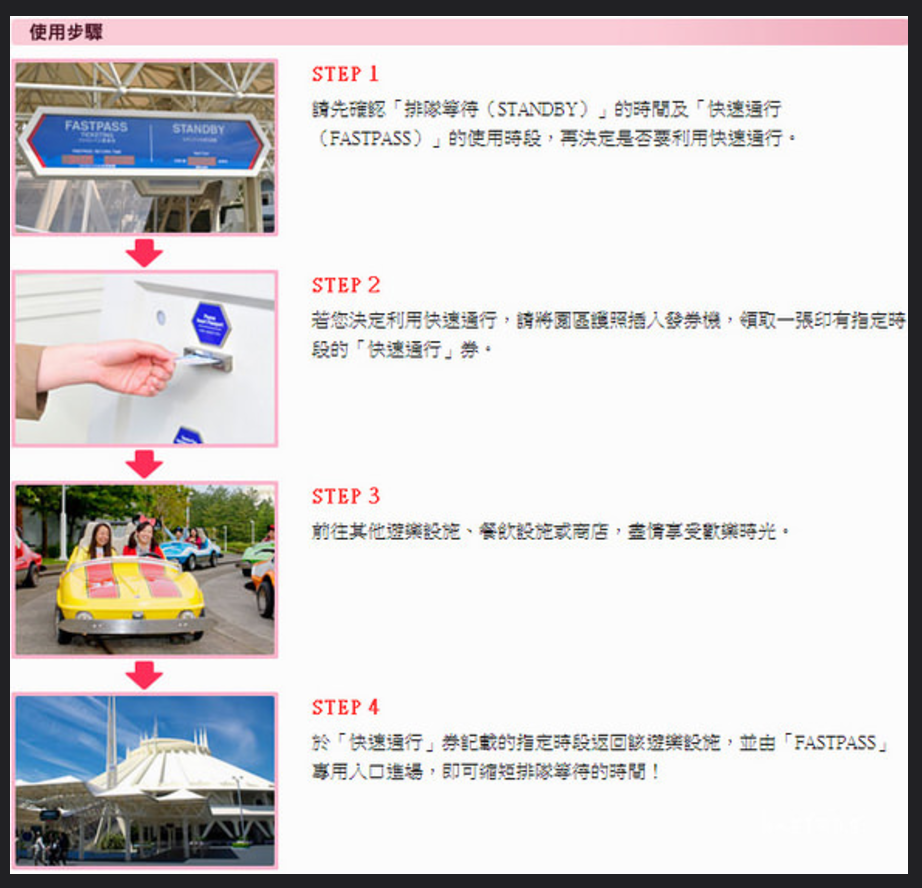 使用步驟
FASTPASS
TICKETING
STANDBY
STEP 1
請先確認「排隊等待（STANDBY）」的時間及「快速通行
（FASTPASS）」的使用時段，再決定是否要利用快速通行。
STEP 2
若您決定利用快速通行，請將園區護照插入發券機，領取一張印有指定時
段的「快速通行」券。
STEP 3
前往其他遊樂設施、餐飲設施或商店，盡情享受歡樂時光。
STEP 4
於「快速通行」券記載的指定時段返回該遊樂設施，並由「FASTPASS」
專用入口進場，即可縮短排隊等待的時間！